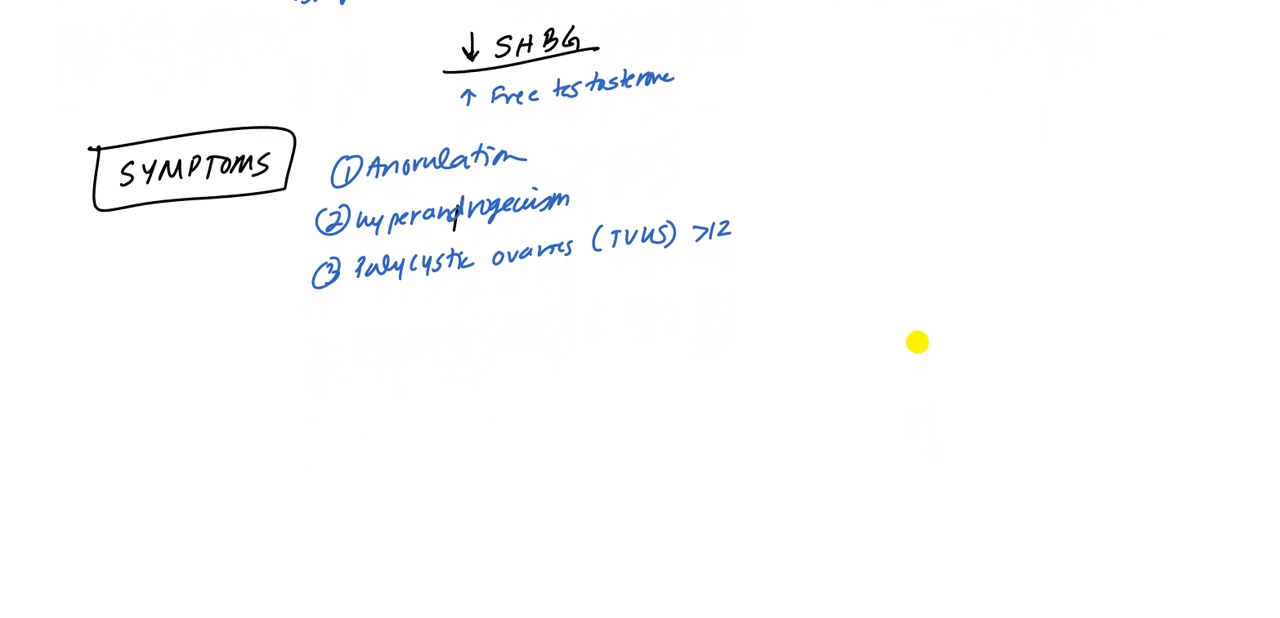 ↓ SHBG
↑ Free testosterone
SYMPTOMS
① Anovulation
② hyperandrogenism
③ Polycystic ovaries (TVUS) >12